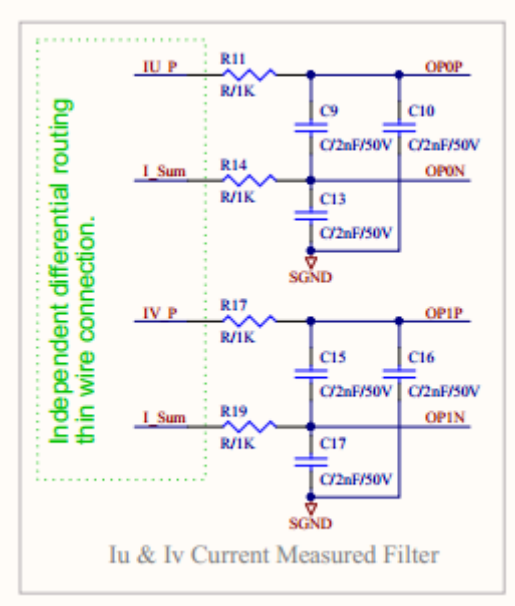 IU_P R11 OP0P
R/1K
C9 C10
C/2nF/50V C/2nF/50V
I_Sum R14 OP0N
R/1K
C13
C/2nF/50V
SGND
IV_P R17 OP1P
R/1K
C15 C16
C/2nF/50V C/2nF/50V
I_Sum R19 OP1N
R/1K
C17
C/2nF/50V
SGND
Independent differential routing
thin wire connection.
Iu & Iv Current Measured Filter